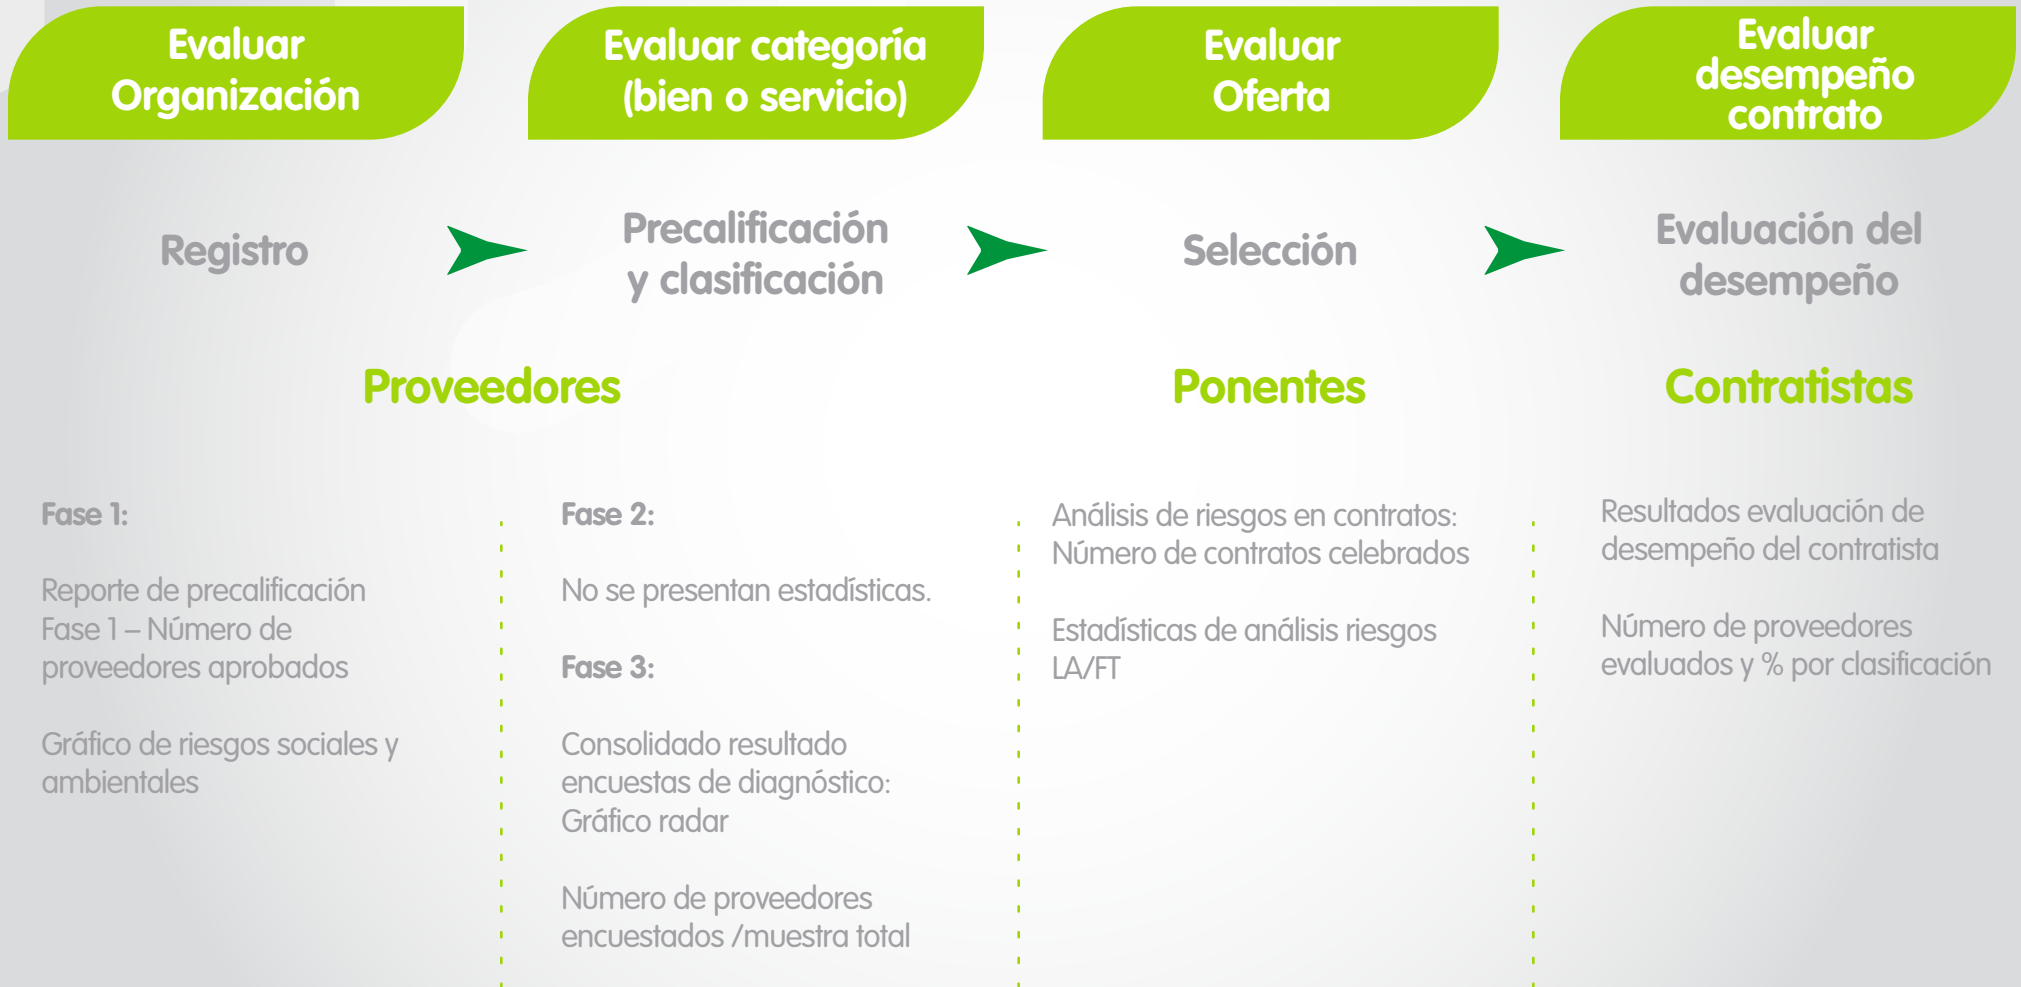 Evaluar
Organización
Evaluar categoría
(bien o servicio)
Evaluar
Oferta
Evaluar
desempeño
contrato
Registro
Precalificación
y clasificación
Selección
Evaluación del
desempeño
Proveedores
Ponentes
Contratistas
Fase 1:
Reporte de precalificación
Fase 1 – Número de
proveedores aprobados
Gráfico de riesgos sociales y
ambientales
Fase 2:
No se presentan estadísticas.
Fase 3:
Consolidado resultado
encuestas de diagnóstico:
Gráfico radar
Número de proveedores
encuestados /muestra total
Análisis de riesgos en contratos:
Número de contratos celebrados
Estadísticas de análisis riesgos
LA/FT
Resultados evaluación de
desempeño del contratista
Número de proveedores
evaluados y % por clasificación